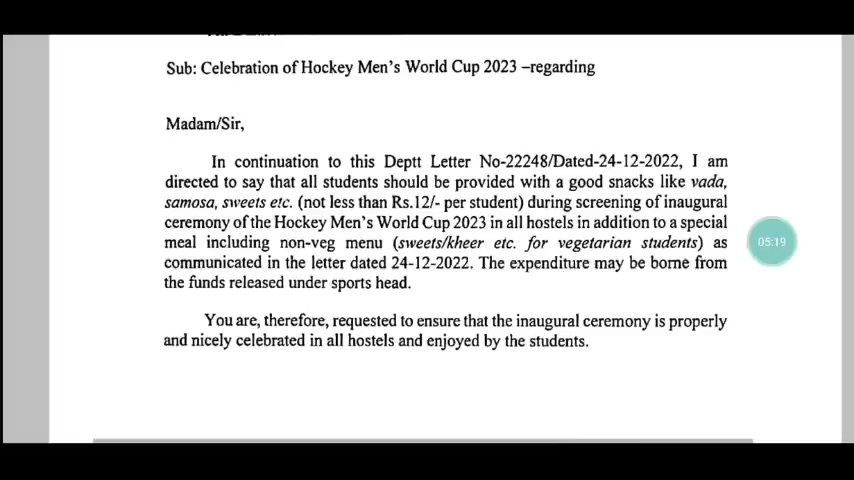 Sub: Celebration of Hockey Men's World Cup 2023 –regarding
Madam/Sir,
In continuation to this Deptt Letter No-22248/Dated-24-12-2022, I am
directed to say that all students should be provided with a good snacks like vada,
samosa, sweets etc. (not less than Rs.12/- per student) during screening of inaugural
ceremony of the Hockey Men's World Cup 2023 in all hostels in addition to a special
meal including non-veg menu (sweets/kheer etc. for vegetarian students) as
communicated in the letter dated 24-12-2022. The expenditure may be borne from
the funds released under sports head.
You are, therefore, requested to ensure that the inaugural ceremony is properly
and nicely celebrated in all hostels and enjoyed by the students.
05:19